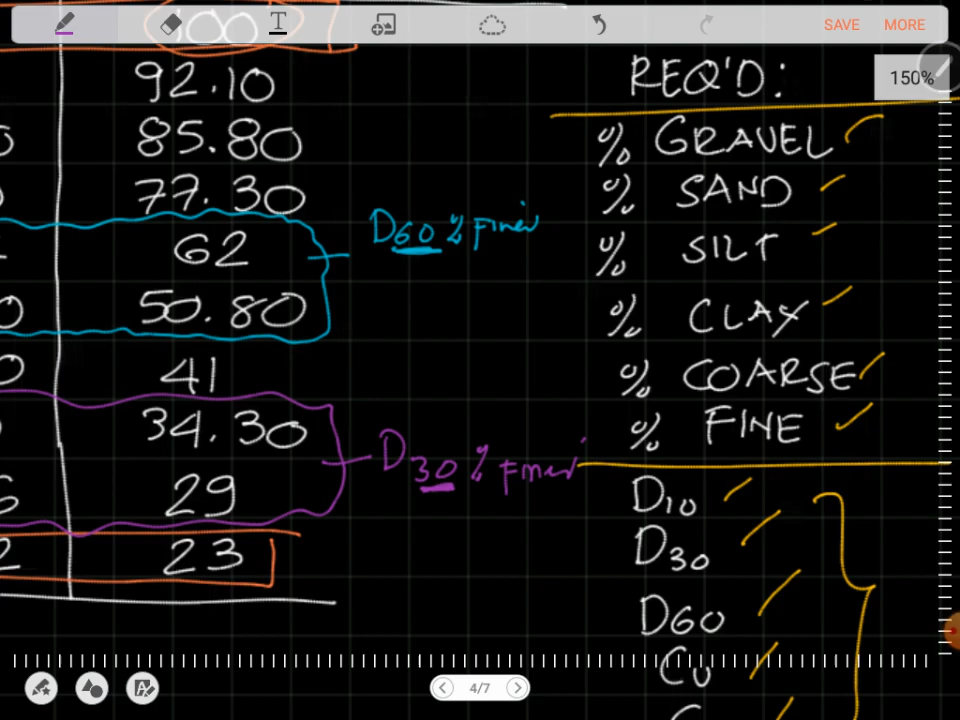 100 T SAVE MORE
150%
92.10
85.80
77.30
62
50.80
41
34.30
29
23
D60 % Finer
D30 % Finer
REQ'D:
% GRAVEL
% SAND
% SILT
% CLAY
% COARSE
% FINE
D10
D30
D60
Cu
4/7